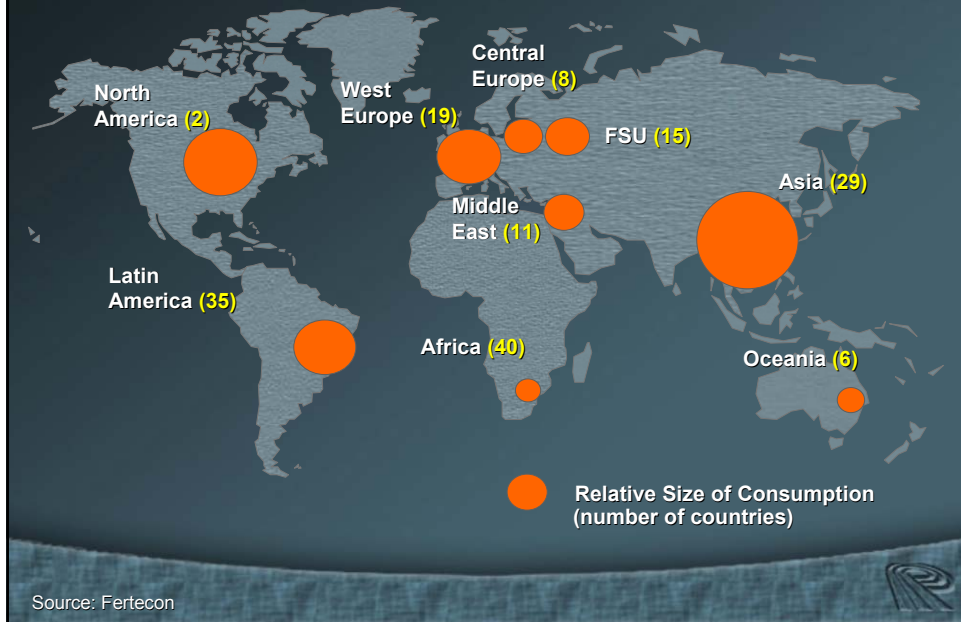 Central
Europe (8)
West
Europe (19)
North
America (2)
FSU (15)
Asia (29)
Middle
East (11)
Latin
America (35)
Africa (40)
Oceania (6)
Relative Size of Consumption
(number of countries)
Source: Fertecon